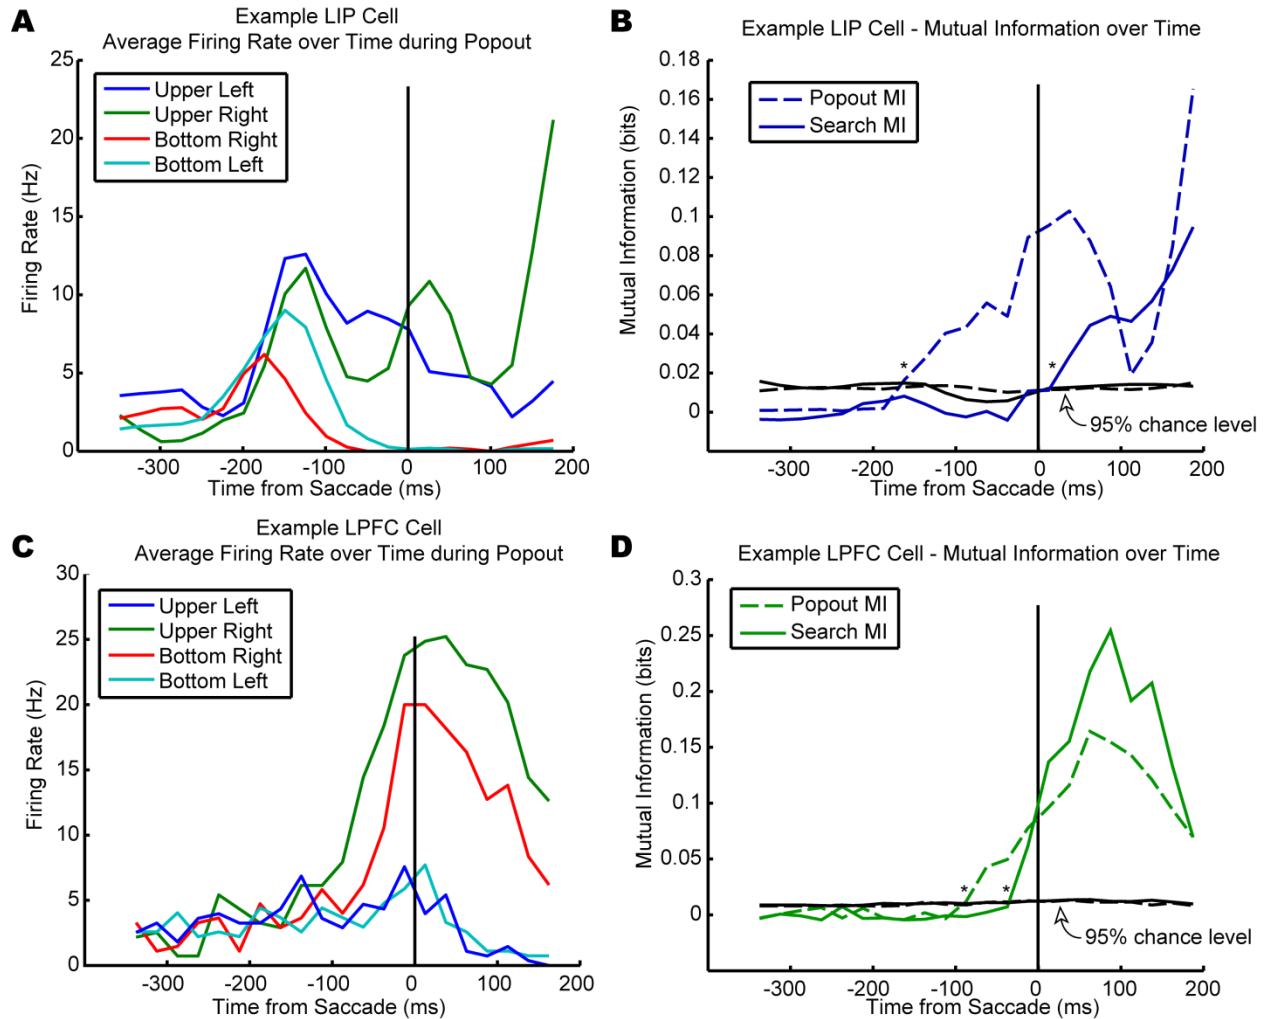 A
Example LIP Cell
Average Firing Rate over Time during Popout
25
20
15
10
5
0
Firing Rate (Hz)
Upper Left
Upper Right
Bottom Right
Bottom Left
-300
-200
-100
0
100
200
Time from Saccade (ms)
B
Example LIP Cell - Mutual Information over Time
0.18
0.16
0.14
0.12
0.1
0.08
0.06
0.04
0.02
0
Mutual Information (bits)
Popout MI
Search MI
*
*
95% chance level
-300
-200
-100
0
100
200
Time from Saccade (ms)
C
Example LPFC Cell
Average Firing Rate over Time during Popout
30
25
20
15
10
5
0
Firing Rate (Hz)
Upper Left
Upper Right
Bottom Right
Bottom Left
-300
-200
-100
0
100
200
Time from Saccade (ms)
D
Example LPFC Cell - Mutual Information over Time
0.3
0.25
0.2
0.15
0.1
0.05
0
Mutual Information (bits)
Popout MI
Search MI
*
*
95% chance level
-300
-200
-100
0
100
200
Time from Saccade (ms)